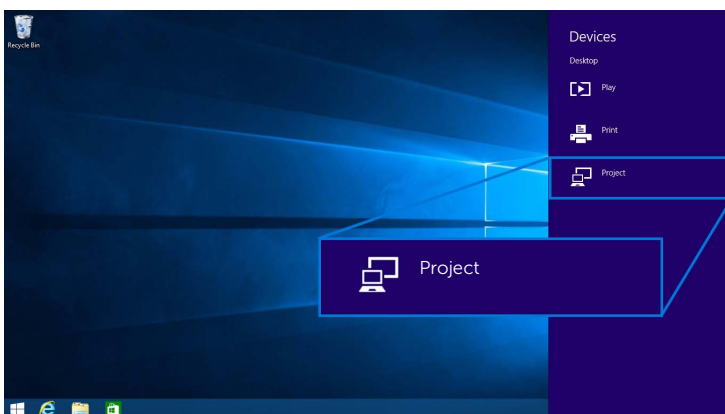 Recycle Bin
Devices
Desktop
Play
Print
Project
Project